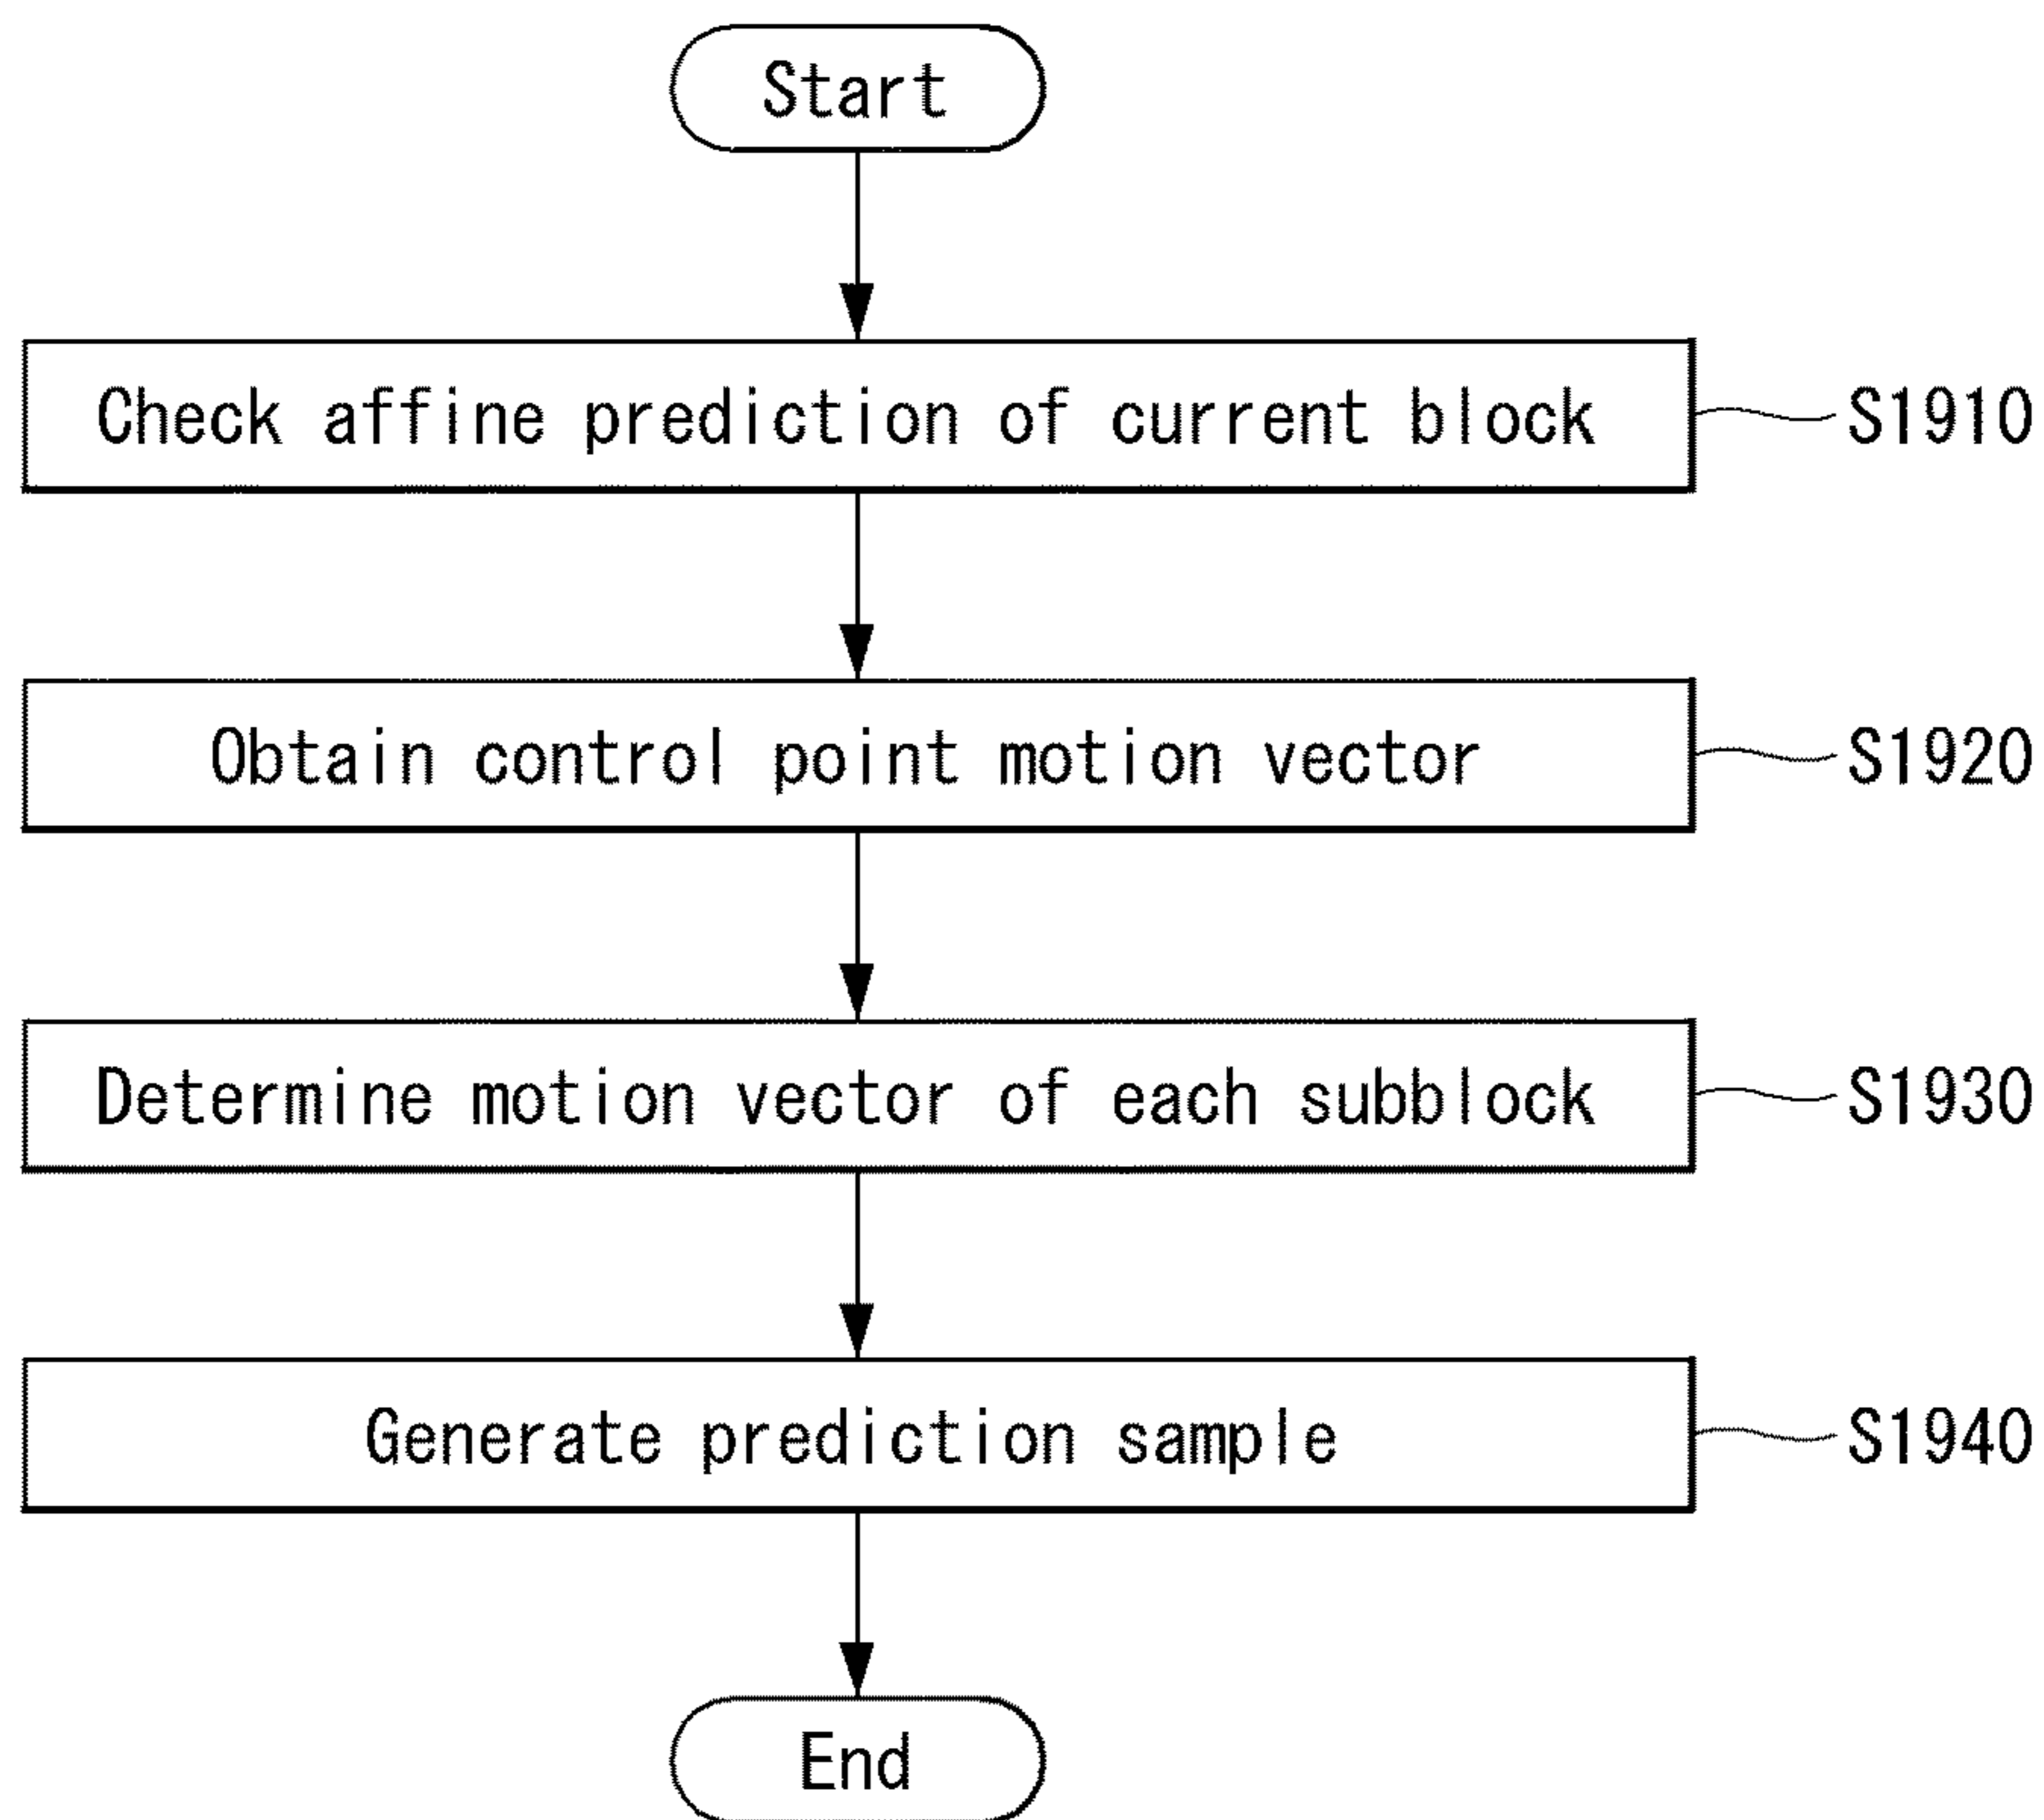 Start
Check affine prediction of current block
S1910
Obtain control point motion vector
S1920
Determine motion vector of each subblock
S1930
Generate prediction sample
S1940
End